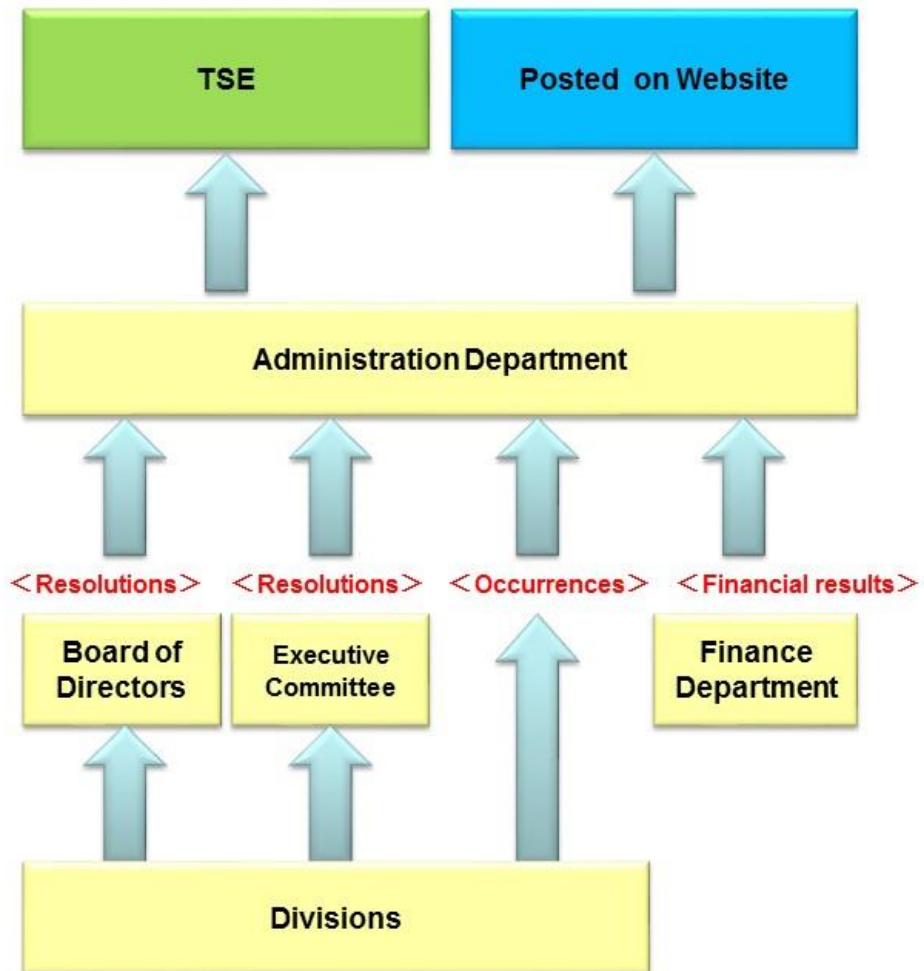 TSE
Posted on Website
Administration Department
<Resolutions>
<Resolutions>
<Occurrences>
<Financial results>
Board of
Directors
Executive
Committee
Finance
Department
Divisions